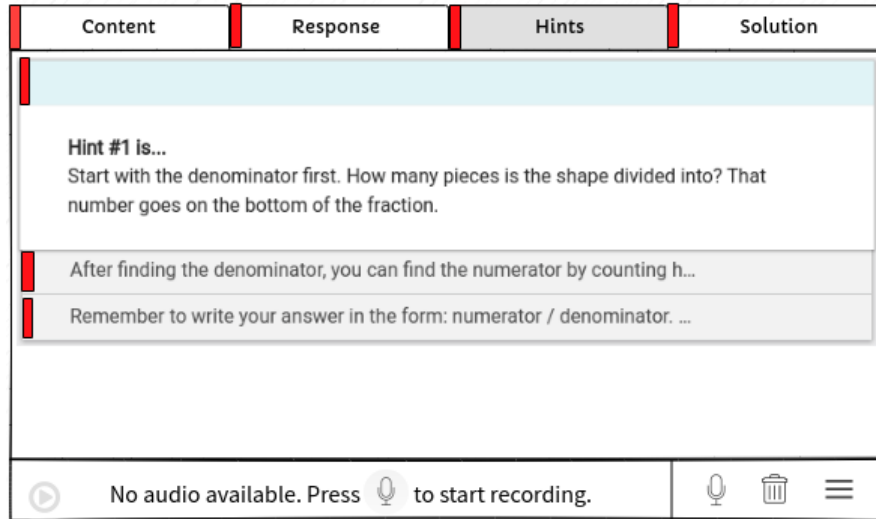 Content Response Hints Solution
Hint #1 is...
Start with the denominator first. How many pieces is the shape divided into? That
number goes on the bottom of the fraction.
After finding the denominator, you can find the numerator by counting h...
Remember to write your answer in the form: numerator / denominator. ...
No audio available. Press to start recording.